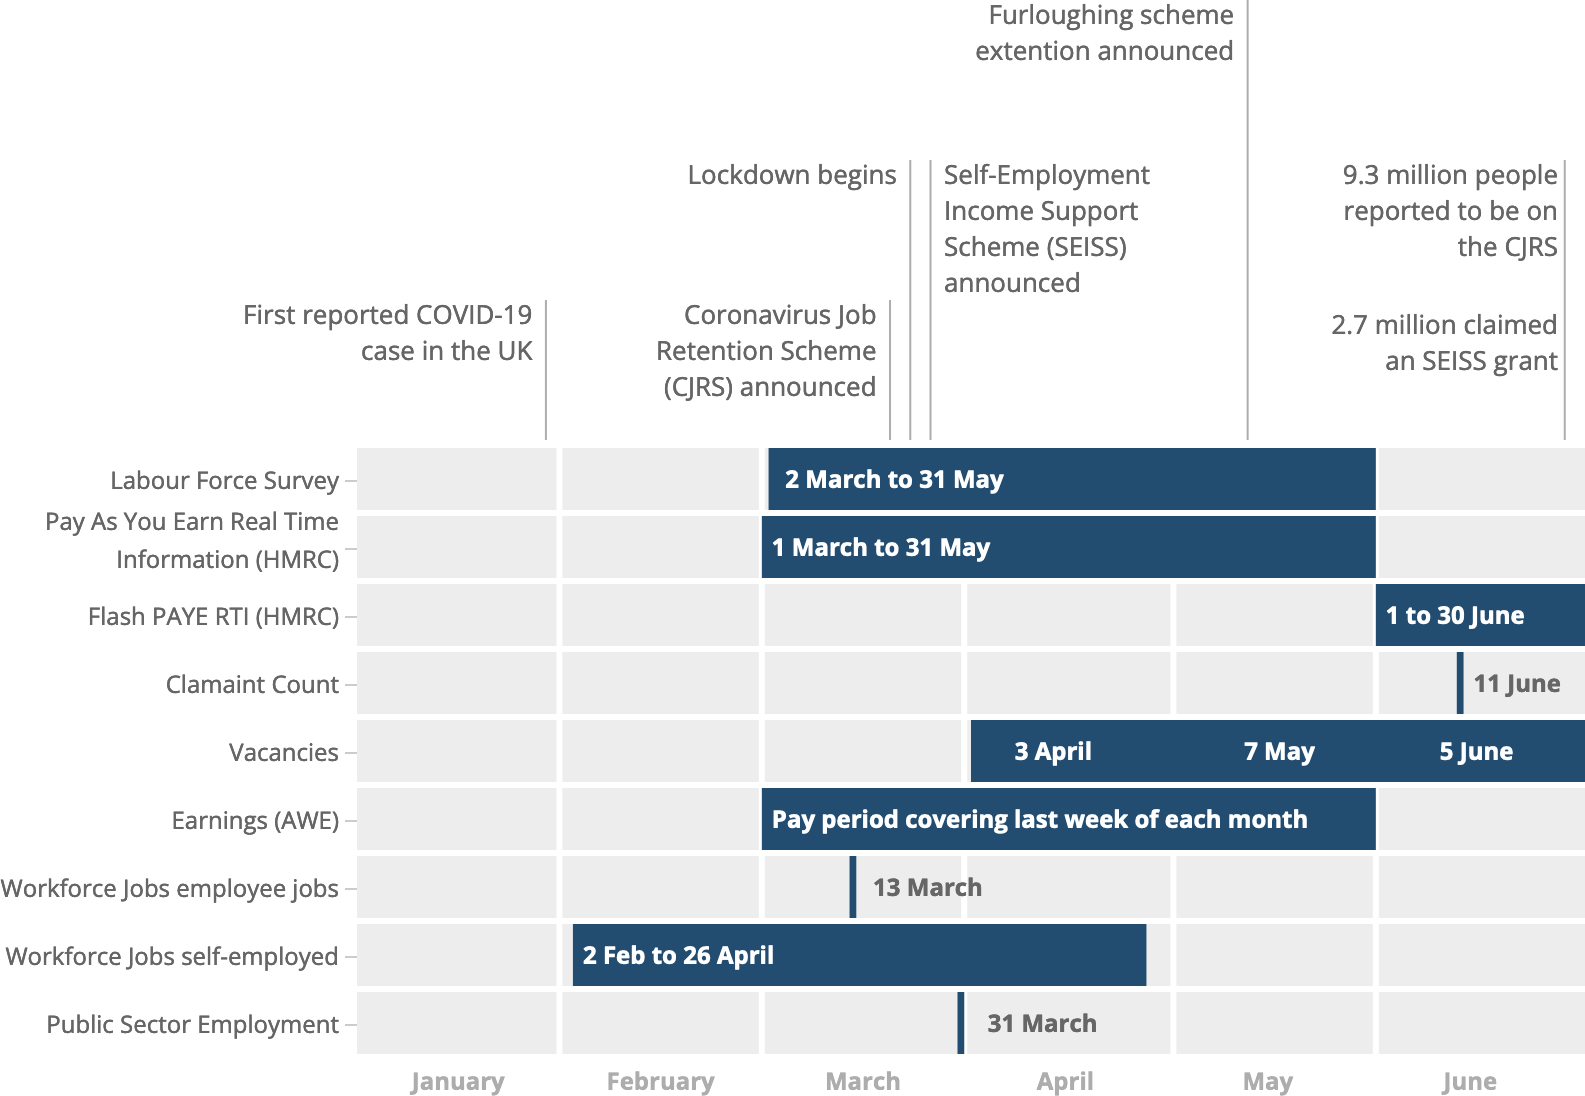 Furloughing scheme
extention announced
Lockdown begins
Self-Employment
Income Support
Scheme (SEISS)
announced
9.3 million people
reported to be on
the CJRS
2.7 million claimed
an SEISS grant
First reported COVID-19
case in the UK
Coronavirus Job
Retention Scheme
(CJRS) announced
Labour Force Survey
2 March to 31 May
Pay As You Earn Real Time
Information (HMRC)
1 March to 31 May
Flash PAYE RTI (HMRC)
1 to 30 June
Clamaint Count
11 June
Vacancies
3 April
7 May
5 June
Earnings (AWE)
Pay period covering last week of each month
Workforce Jobs employee jobs
13 March
Workforce Jobs self-employed
2 Feb to 26 April
Public Sector Employment
31 March
January
February
March
April
May
June